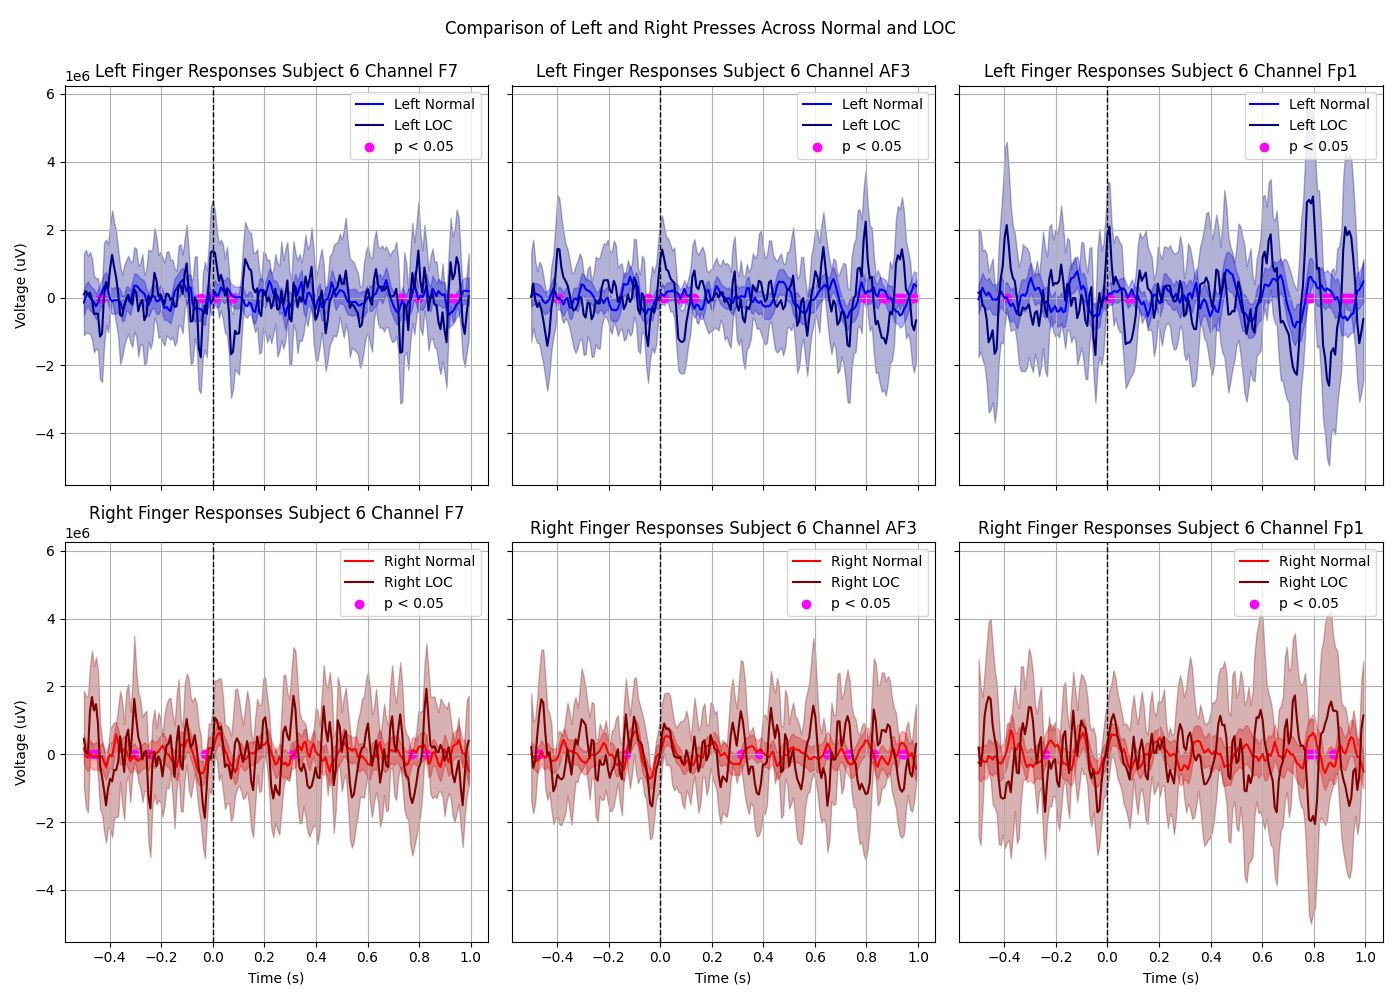 Comparison of Left and Right Presses Across Normal and LOC
Left Finger Responses Subject 6 Channel F7
1e6
Voltage (uV)
6
4
2
0
−2
−4
Left Normal
Left LOC
p < 0.05
Left Finger Responses Subject 6 Channel AF3
Left Normal
Left LOC
p < 0.05
Left Finger Responses Subject 6 Channel Fp1
Left Normal
Left LOC
p < 0.05
Right Finger Responses Subject 6 Channel F7
1e6
Voltage (uV)
6
4
2
0
−2
−4
Right Normal
Right LOC
p < 0.05
−0.4 −0.2 0.0 0.2 0.4 0.6 0.8 1.0
Time (s)
Right Finger Responses Subject 6 Channel AF3
Right Normal
Right LOC
p < 0.05
−0.4 −0.2 0.0 0.2 0.4 0.6 0.8 1.0
Time (s)
Right Finger Responses Subject 6 Channel Fp1
Right Normal
Right LOC
p < 0.05
−0.4 −0.2 0.0 0.2 0.4 0.6 0.8 1.0
Time (s)